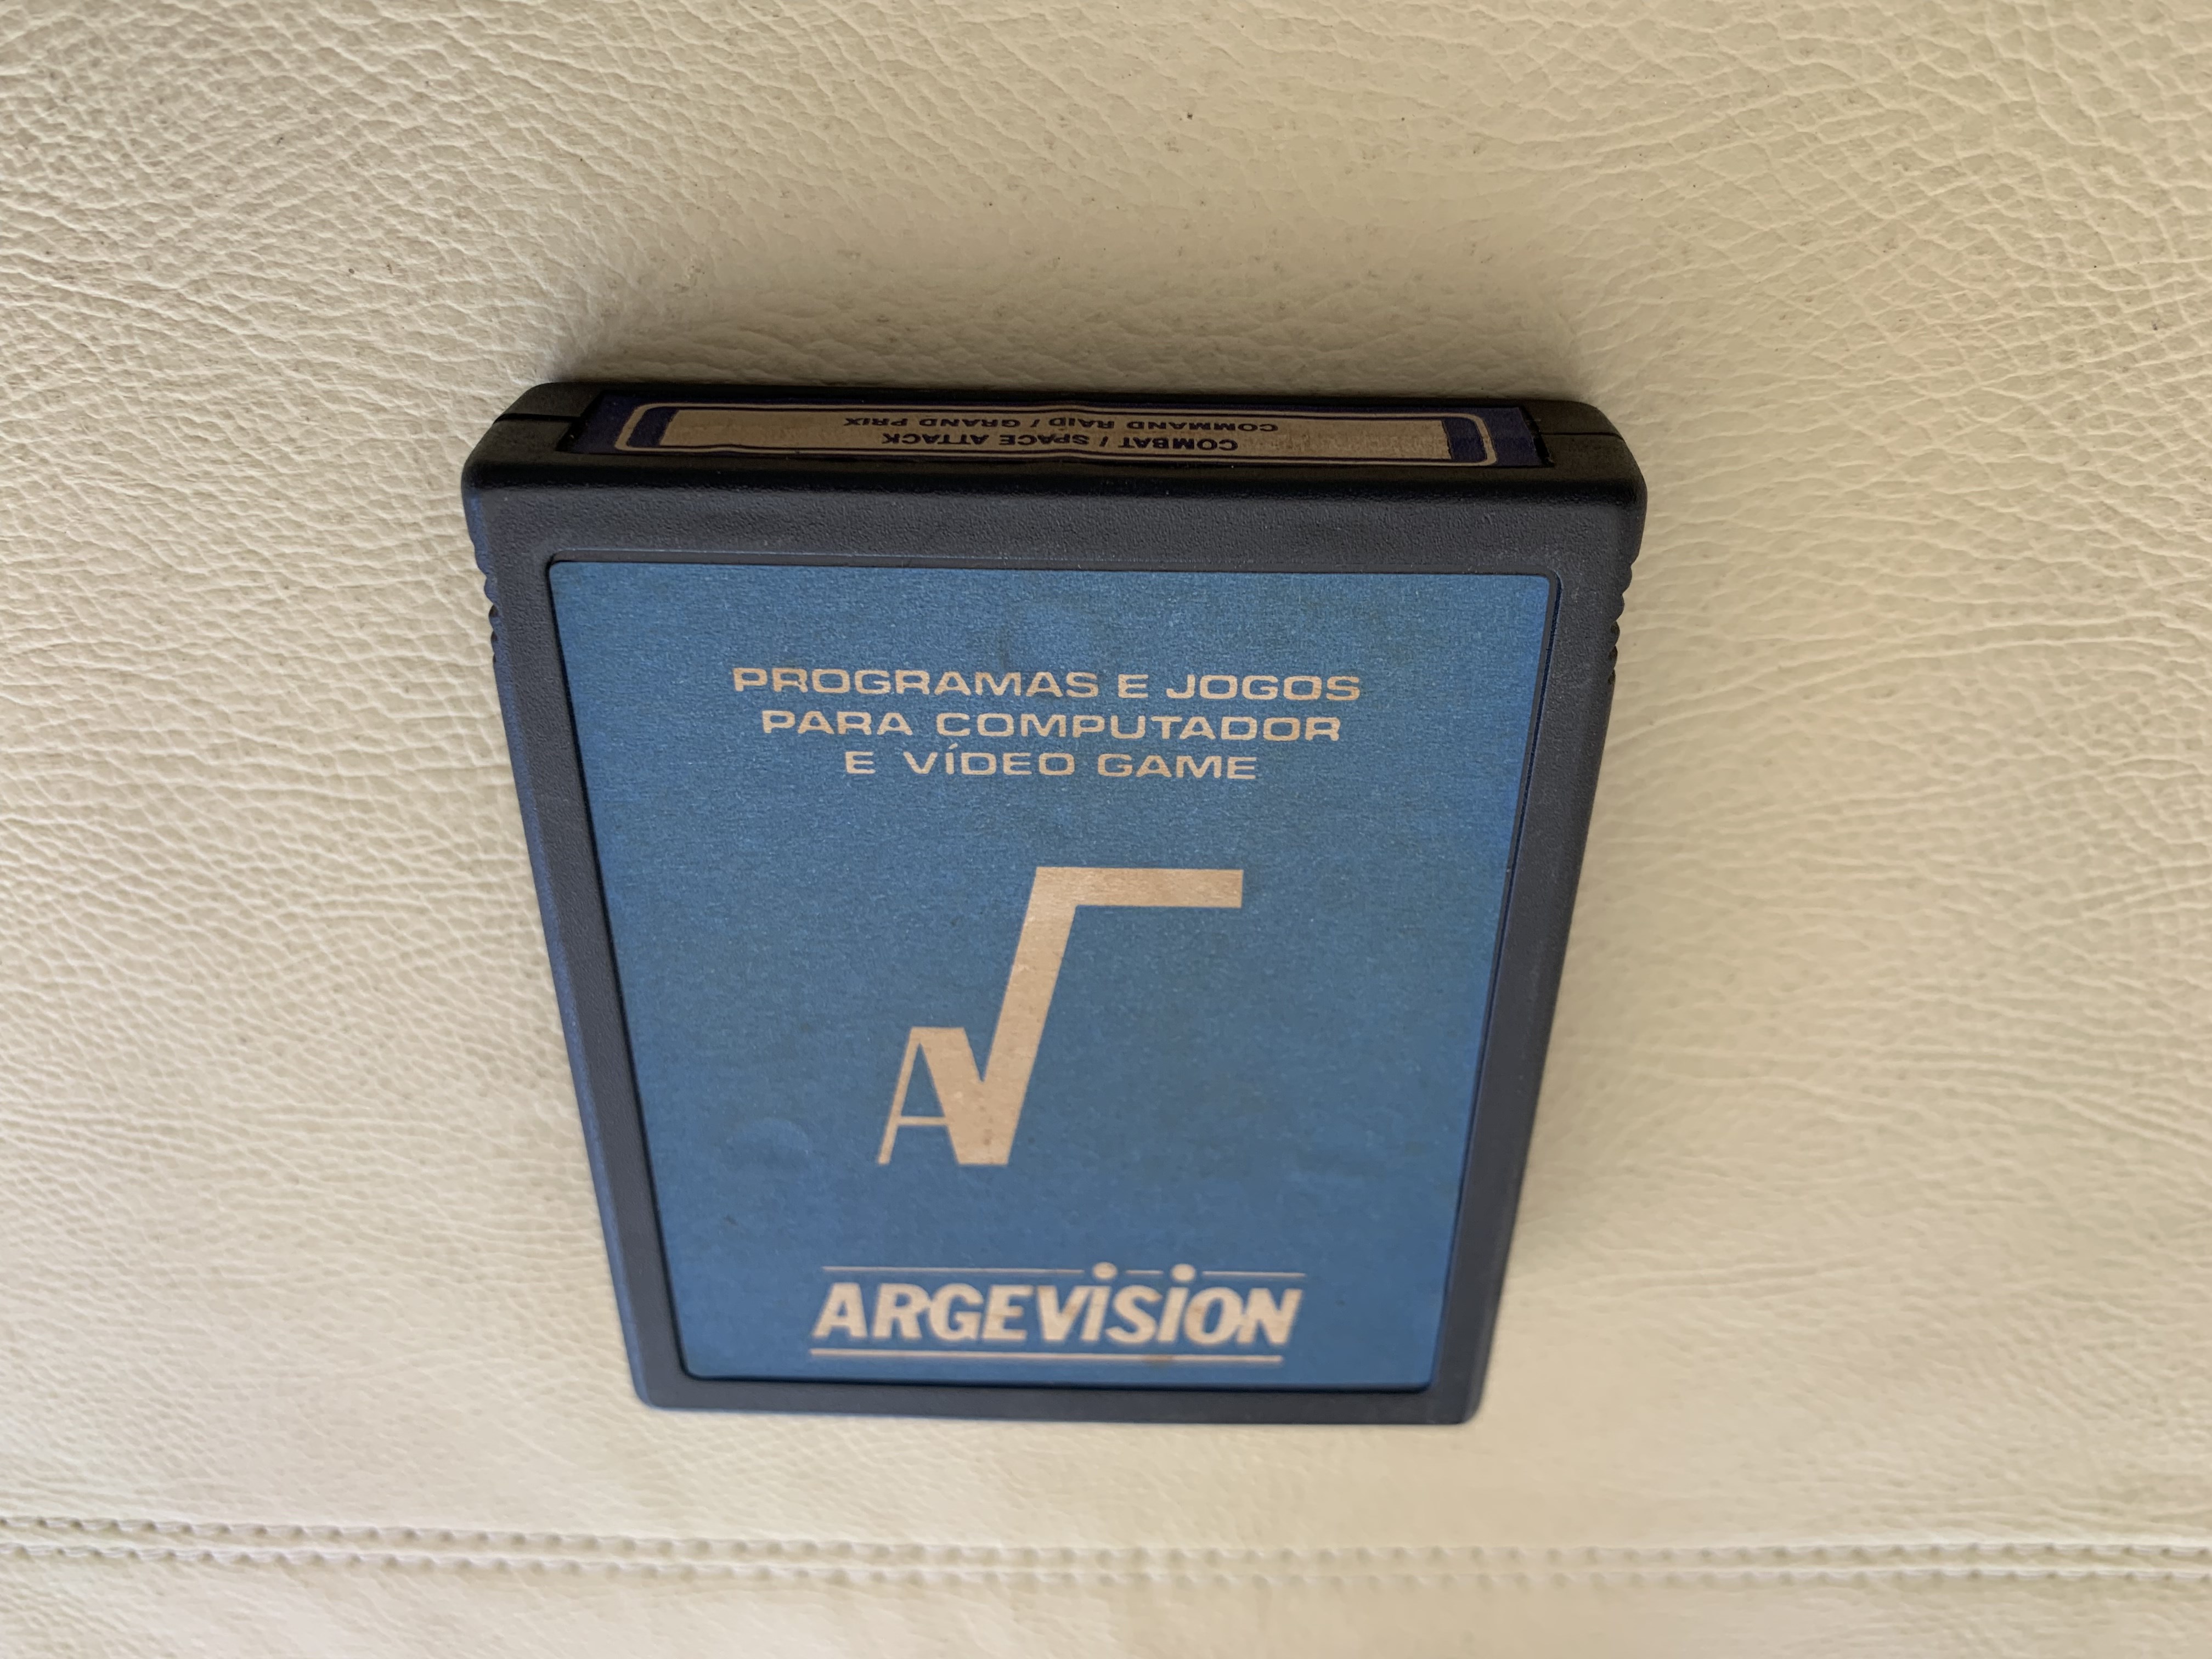 COMBAT / SPACE ATTACK
COMMAND RAID / GRAND PRIX
PROGRAMAS E JOGOS
PARA COMPUTADOR
E VÍDEO GAME
A
ARGEVISION